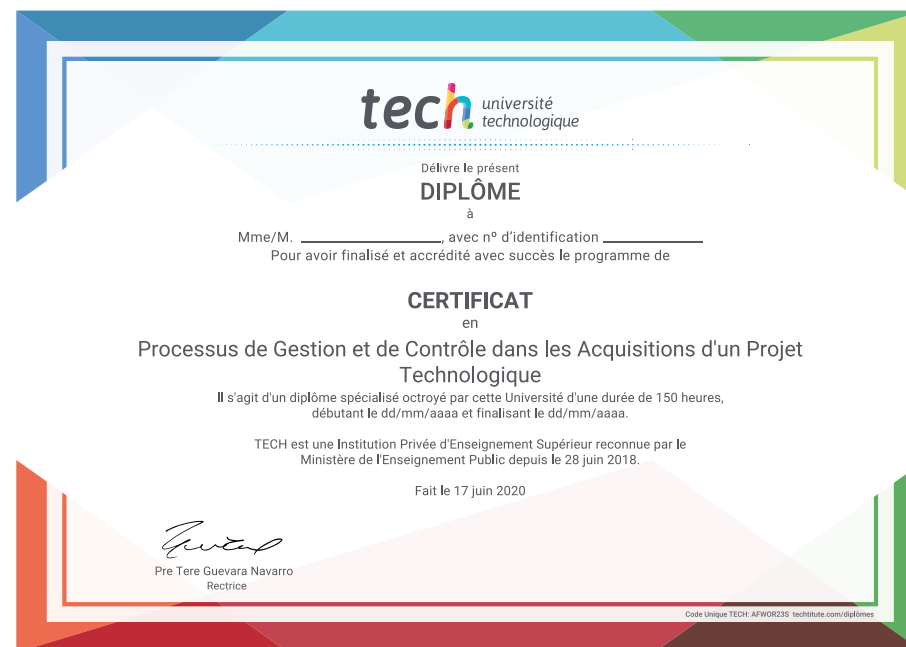 tech université
technologique
Délivre le présent
DIPLÔME
à
Mme/M. ____________________, avec nº d'identification ______________
Pour avoir finalisé et accrédité avec succès le programme de
CERTIFICAT
en
Processus de Gestion et de Contrôle dans les Acquisitions d'un Projet
Technologique
Il s'agit d'un diplôme spécialisé octroyé par cette Université d'une durée de 150 heures,
débutant le dd/mm/aaaa et finalisant le dd/mm/aaaa.
TECH est une Institution Privée d'Enseignement Supérieur reconnue par le
Ministère de l'Enseignement Public depuis le 28 juin 2018.
Fait le 17 juin 2020
Pre Tere Guevara Navarro
Rectrice
Code Unique TECH: AFWOR23S techtitute.com/diplômes